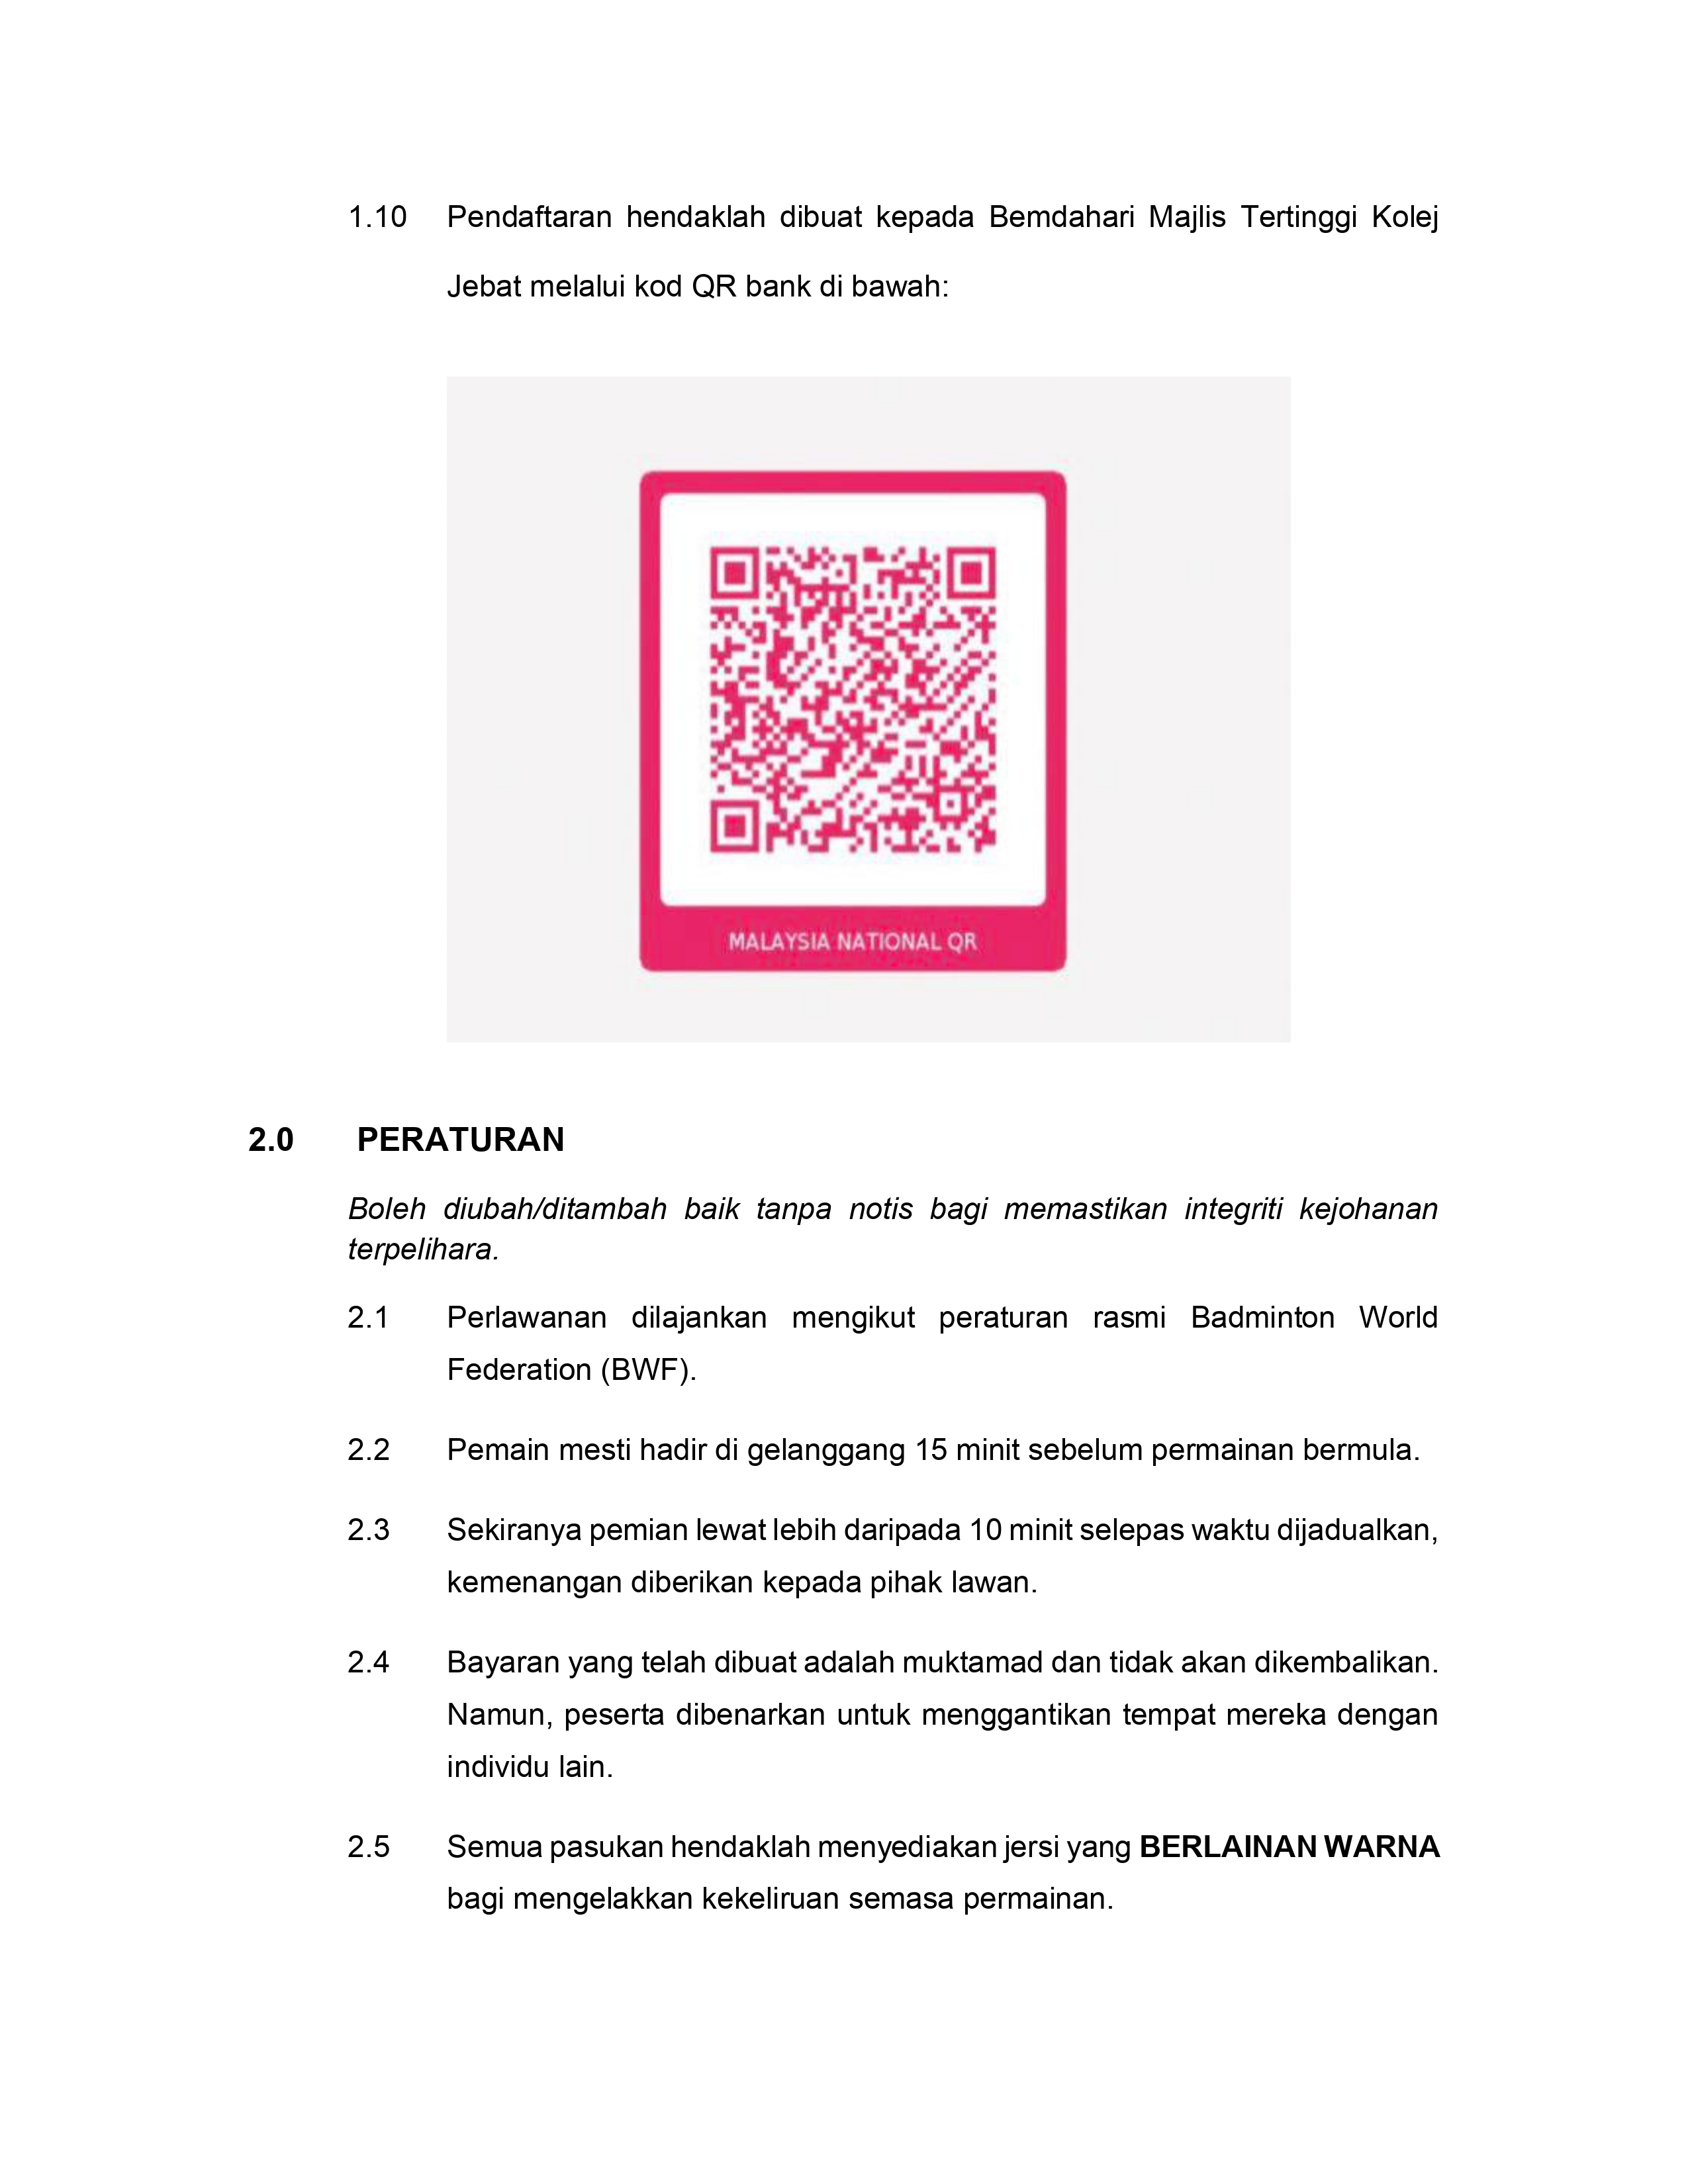 1.10 Pendaftaran hendaklah dibuat kepada Bemdahari Majlis Tertinggi Kolej
Jebat melalui kod QR bank di bawah:
MALAYSIA NATIONAL QR
2.0 PERATURAN
Boleh diubah/ditambah baik tanpa notis bagi memastikan integriti kejohanan
terpelihara.
2.1 Perlawanan dilajankan mengikut peraturan rasmi Badminton World
Federation (BWF).
2.2 Pemain mesti hadir di gelanggang 15 minit sebelum permainan bermula.
2.3 Sekiranya pemian lewat lebih daripada 10 minit selepas waktu dijadualkan,
kemenangan diberikan kepada pihak lawan.
2.4 Bayaran yang telah dibuat adalah muktamad dan tidak akan dikembalikan.
Namun, peserta dibenarkan untuk menggantikan tempat mereka dengan
individu lain.
2.5 Semua pasukan hendaklah menyediakan jersi yang BERLAINAN WARNA
bagi mengelakkan kekeliruan semasa permainan.